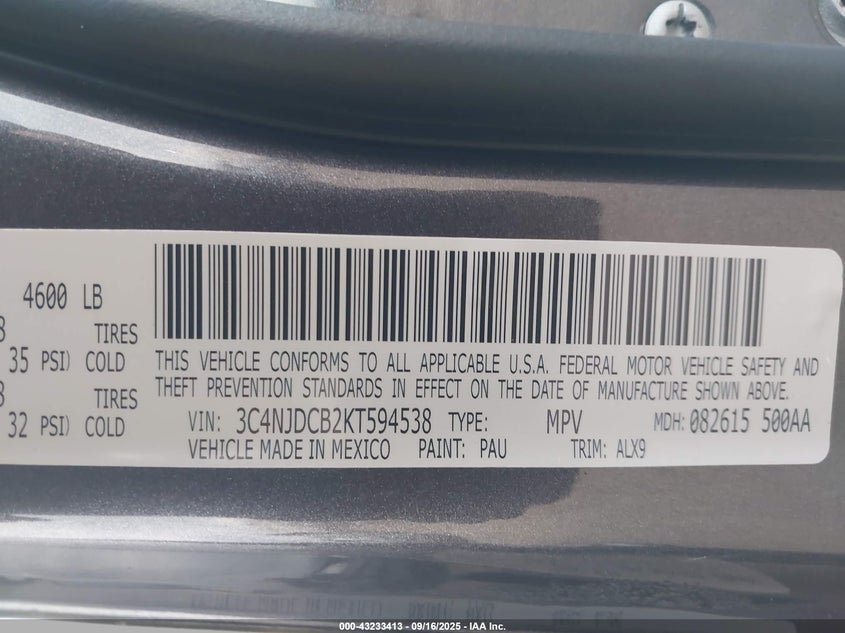 4600 LB
TIRES
35 PSI) COLD
TIRES
32 PSI) COLD
THIS VEHICLE CONFORMS TO ALL APPLICABLE U.S.A. FEDERAL MOTOR VEHICLE SAFETY AND
THEFT PREVENTION STANDARDS IN EFFECT ON THE DATE OF MANUFACTURE SHOWN ABOVE.
VIN: 3C4NJDCB2KT594538 TYPE: MPV MDH: 082615 500AA
VEHICLE MADE IN MEXICO PAINT: PAU TRIM: ALX9
000-43233413 - 09/16/2025 - IAA Inc.